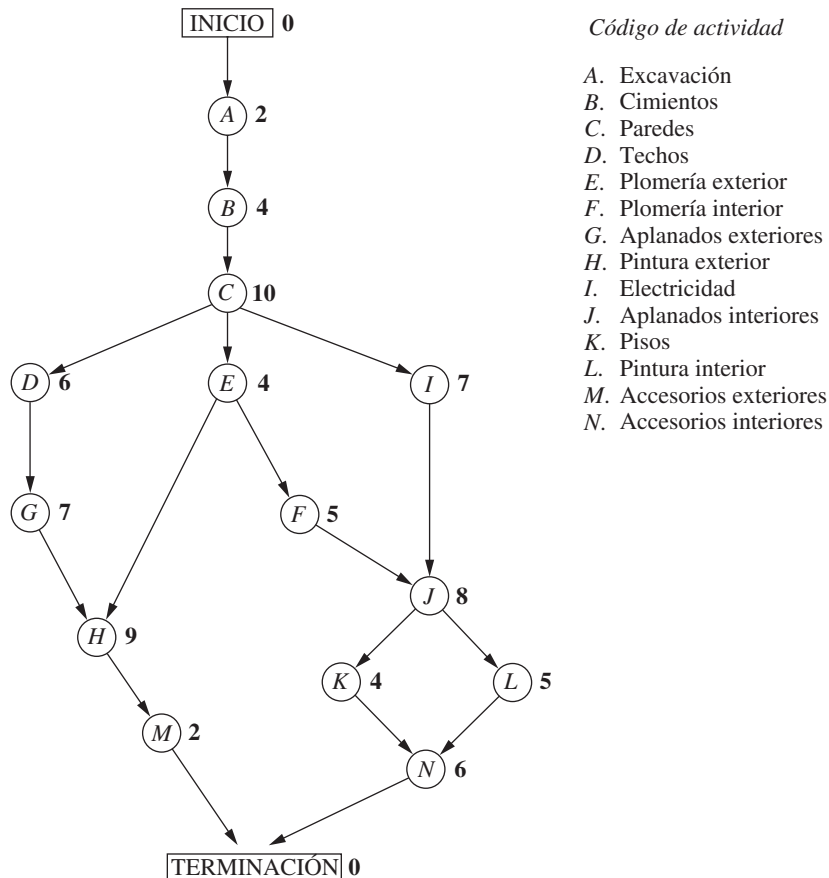 INICIO 0
Código de actividad
A 2
B 4
C 10
D 6
E 4
I 7
G 7
F 5
J 8
H 9
K 4
L 5
M 2
N 6
TERMINACIÓN 0
A. Excavación
B. Cimientos
C. Paredes
D. Techos
E. Plomería exterior
F. Plomería interior
G. Aplanados exteriores
H. Pintura exterior
I. Electricidad
J. Aplanados interiores
K. Pisos
L. Pintura interior
M. Accesorios exteriores
N. Accesorios interiores